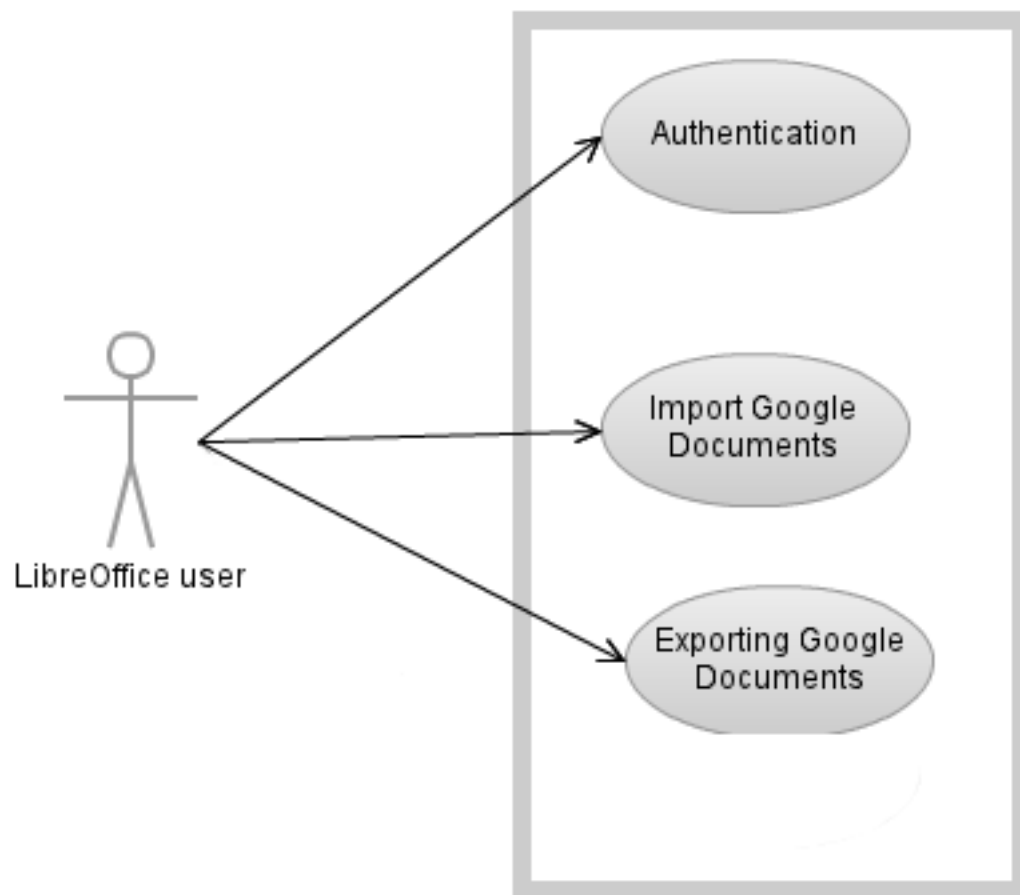 Authentication
Import Google
Documents
LibreOffice user
Exporting Google
Documents